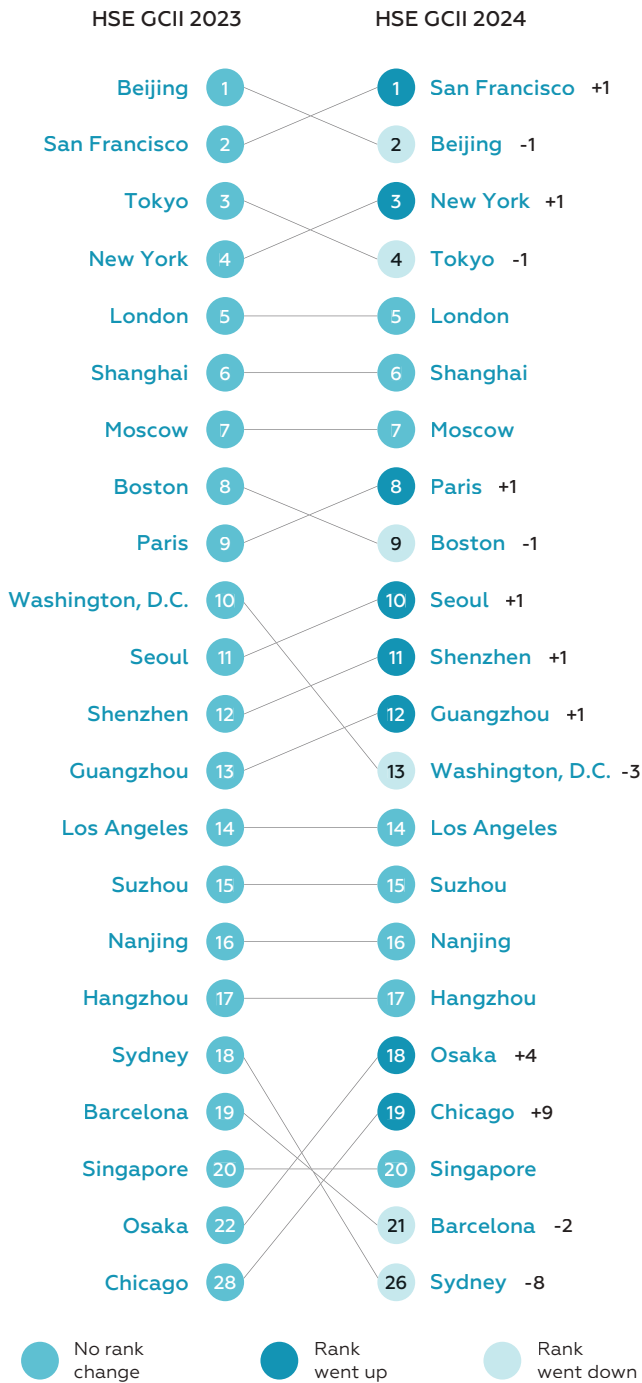 HSE GCII 2023 HSE GCII 2024
Beijing 1 1 San Francisco +1
San Francisco 2 2 Beijing -1
Tokyo 3 3 New York +1
New York 4 4 Tokyo -1
London 5 5 London
Shanghai 6 6 Shanghai
Moscow 7 7 Moscow
Boston 8 8 Paris +1
Paris 9 9 Boston -1
Washington, D.C. 10 10 Seoul +1
Seoul 11 11 Shenzhen +1
Shenzhen 12 12 Guangzhou +1
Guangzhou 13 13 Washington, D.C. -3
Los Angeles 14 14 Los Angeles
Suzhou 15 15 Suzhou
Nanjing 16 16 Nanjing
Hangzhou 17 17 Hangzhou
Sydney 18 18 Osaka +4
Barcelona 19 19 Chicago +9
Singapore 20 20 Singapore
Osaka 22 21 Barcelona -2
Chicago 28 26 Sydney -8
No rank
change
Rank
went up
Rank
went down